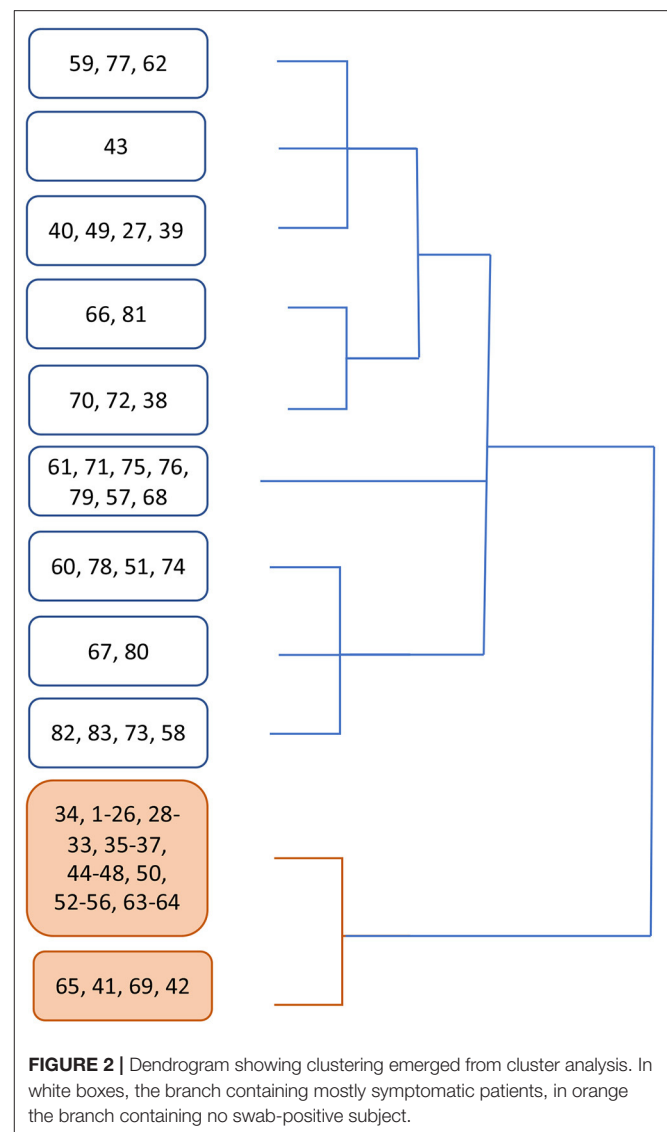 59, 77, 62
43
40, 49, 27, 39
66, 81
70, 72, 38
61, 71, 75, 76,
79, 57, 68
60, 78, 51, 74
67, 80
82, 83, 73, 58
34, 1-26, 28-
33, 35-37,
44-48, 50,
52-56, 63-64
65, 41, 69, 42
FIGURE 2 | Dendrogram showing clustering emerged from cluster analysis. In
white boxes, the branch containing mostly symptomatic patients, in orange
the branch containing no swab-positive subject.